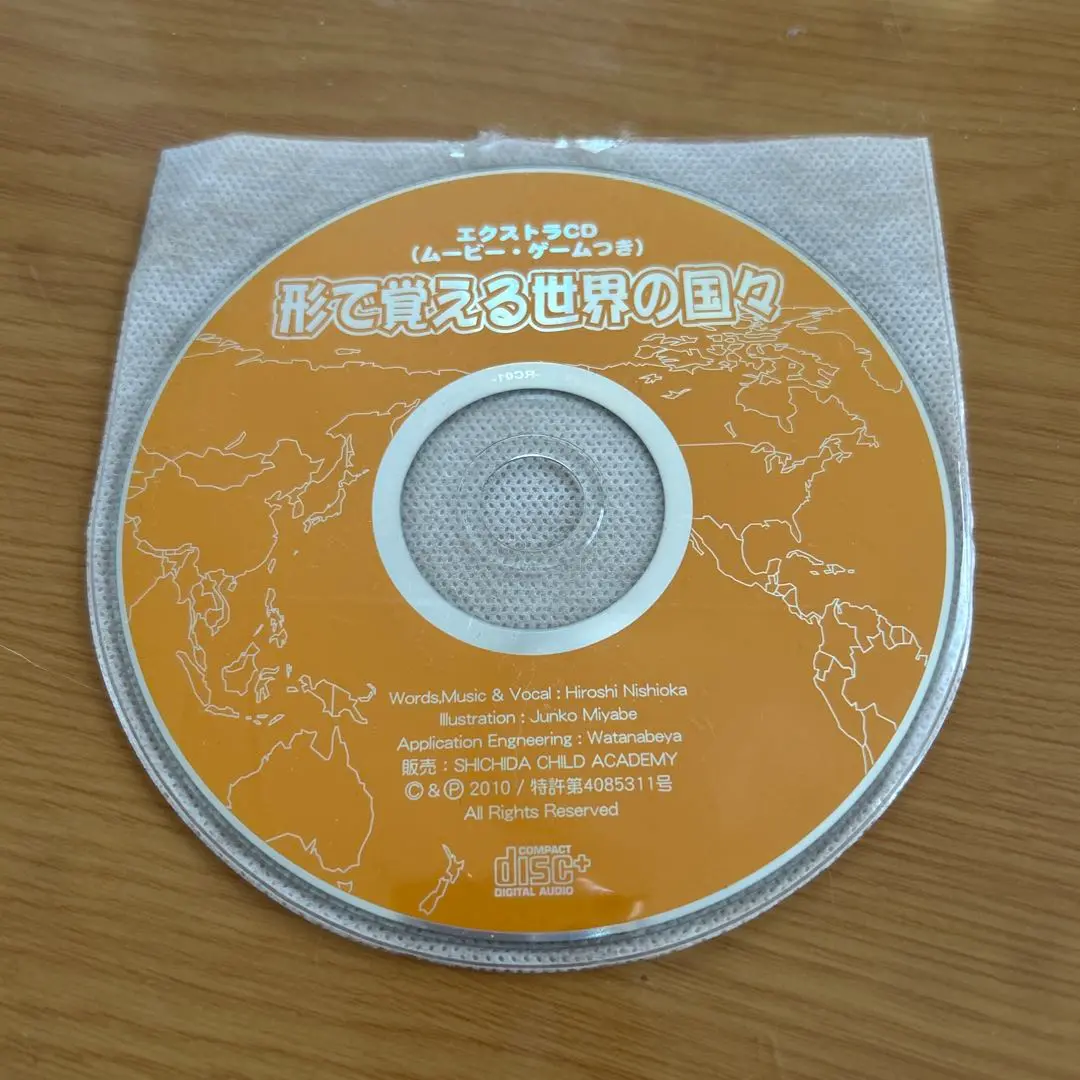 エクストラCD
（ムービー・ゲームつき）
形で覚える世界の国々
-RC01-
Words,Music & Vocal : Hiroshi Nishioka
Illustration : Junko Miyabe
Application Engneering : Watanabeya
販売 : SHICHIDA CHILD ACADEMY
Ⓒ & Ⓟ 2010 / 特許第4085311号
All Rights Reserved
COMPACT
disc+
DIGITAL AUDIO